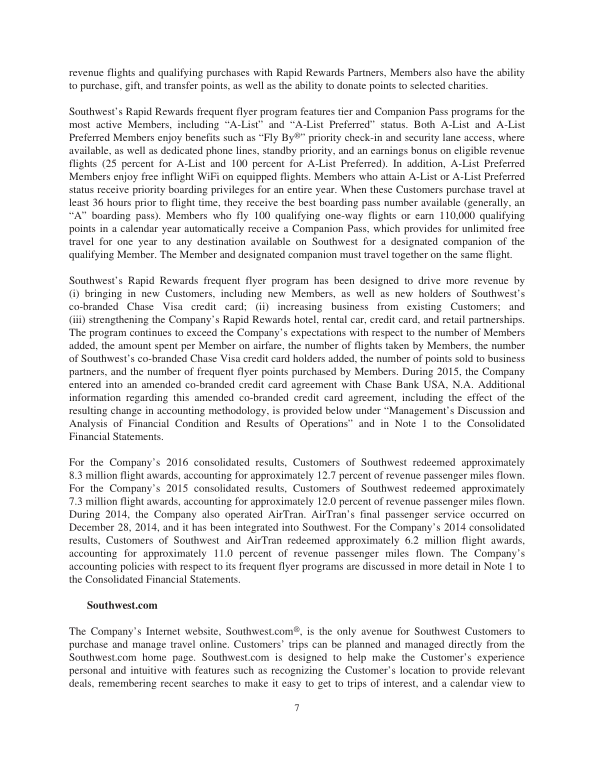 revenue flights and qualifying purchases with Rapid Rewards Partners, Members also have the ability
to purchase, gift, and transfer points, as well as the ability to donate points to selected charities.
Southwest's Rapid Rewards frequent flyer program features tier and Companion Pass programs for the
most active Members, including “A-List” and “A-List Preferred” status. Both A-List and A-List
Preferred Members enjoy benefits such as “Fly By®” priority check-in and security lane access, where
available, as well as dedicated phone lines, standby priority, and an earnings bonus on eligible revenue
flights (25 percent for A-List and 100 percent for A-List Preferred). In addition, A-List Preferred
Members enjoy free inflight WiFi on equipped flights. Members who attain A-List or A-List Preferred
status receive priority boarding privileges for an entire year. When these Customers purchase travel at
least 36 hours prior to flight time, they receive the best boarding pass number available (generally, an
“A” boarding pass). Members who fly 100 qualifying one-way flights or earn 110,000 qualifying
points in a calendar year automatically receive a Companion Pass, which provides for unlimited free
travel for one year to any destination available on Southwest for a designated companion of the
qualifying Member. The Member and designated companion must travel together on the same flight.
Southwest's Rapid Rewards frequent flyer program has been designed to drive more revenue by
(i) bringing in new Customers, including new Members, as well as new holders of Southwest's
co-branded Chase Visa credit card; (ii) increasing business from existing Customers; and
(iii) strengthening the Company's Rapid Rewards hotel, rental car, credit card, and retail partnerships.
The program continues to exceed the Company's expectations with respect to the number of Members
added, the amount spent per Member on airfare, the number of flights taken by Members, the number
of Southwest's co-branded Chase Visa credit card holders added, the number of points sold to business
partners, and the number of frequent flyer points purchased by Members. During 2015, the Company
entered into an amended co-branded credit card agreement with Chase Bank USA, N.A. Additional
information regarding this amended co-branded credit card agreement, including the effect of the
resulting change in accounting methodology, is provided below under “Management's Discussion and
Analysis of Financial Condition and Results of Operations” and in Note 1 to the Consolidated
Financial Statements.
For the Company's 2016 consolidated results, Customers of Southwest redeemed approximately
8.3 million flight awards, accounting for approximately 12.7 percent of revenue passenger miles flown.
For the Company's 2015 consolidated results, Customers of Southwest redeemed approximately
7.3 million flight awards, accounting for approximately 12.0 percent of revenue passenger miles flown.
During 2014, the Company also operated AirTran. AirTran's final passenger service occurred on
December 28, 2014, and it has been integrated into Southwest. For the Company's 2014 consolidated
results, Customers of Southwest and AirTran redeemed approximately 6.2 million flight awards,
accounting for approximately 11.0 percent of revenue passenger miles flown. The Company's
accounting policies with respect to its frequent flyer programs are discussed in more detail in Note 1 to
the Consolidated Financial Statements.
Southwest.com
The Company's Internet website, Southwest.com®, is the only avenue for Southwest Customers to
purchase and manage travel online. Customers' trips can be planned and managed directly from the
Southwest.com home page. Southwest.com is designed to help make the Customer's experience
personal and intuitive with features such as recognizing the Customer's location to provide relevant
deals, remembering recent searches to make it easy to get to trips of interest, and a calendar view to
7